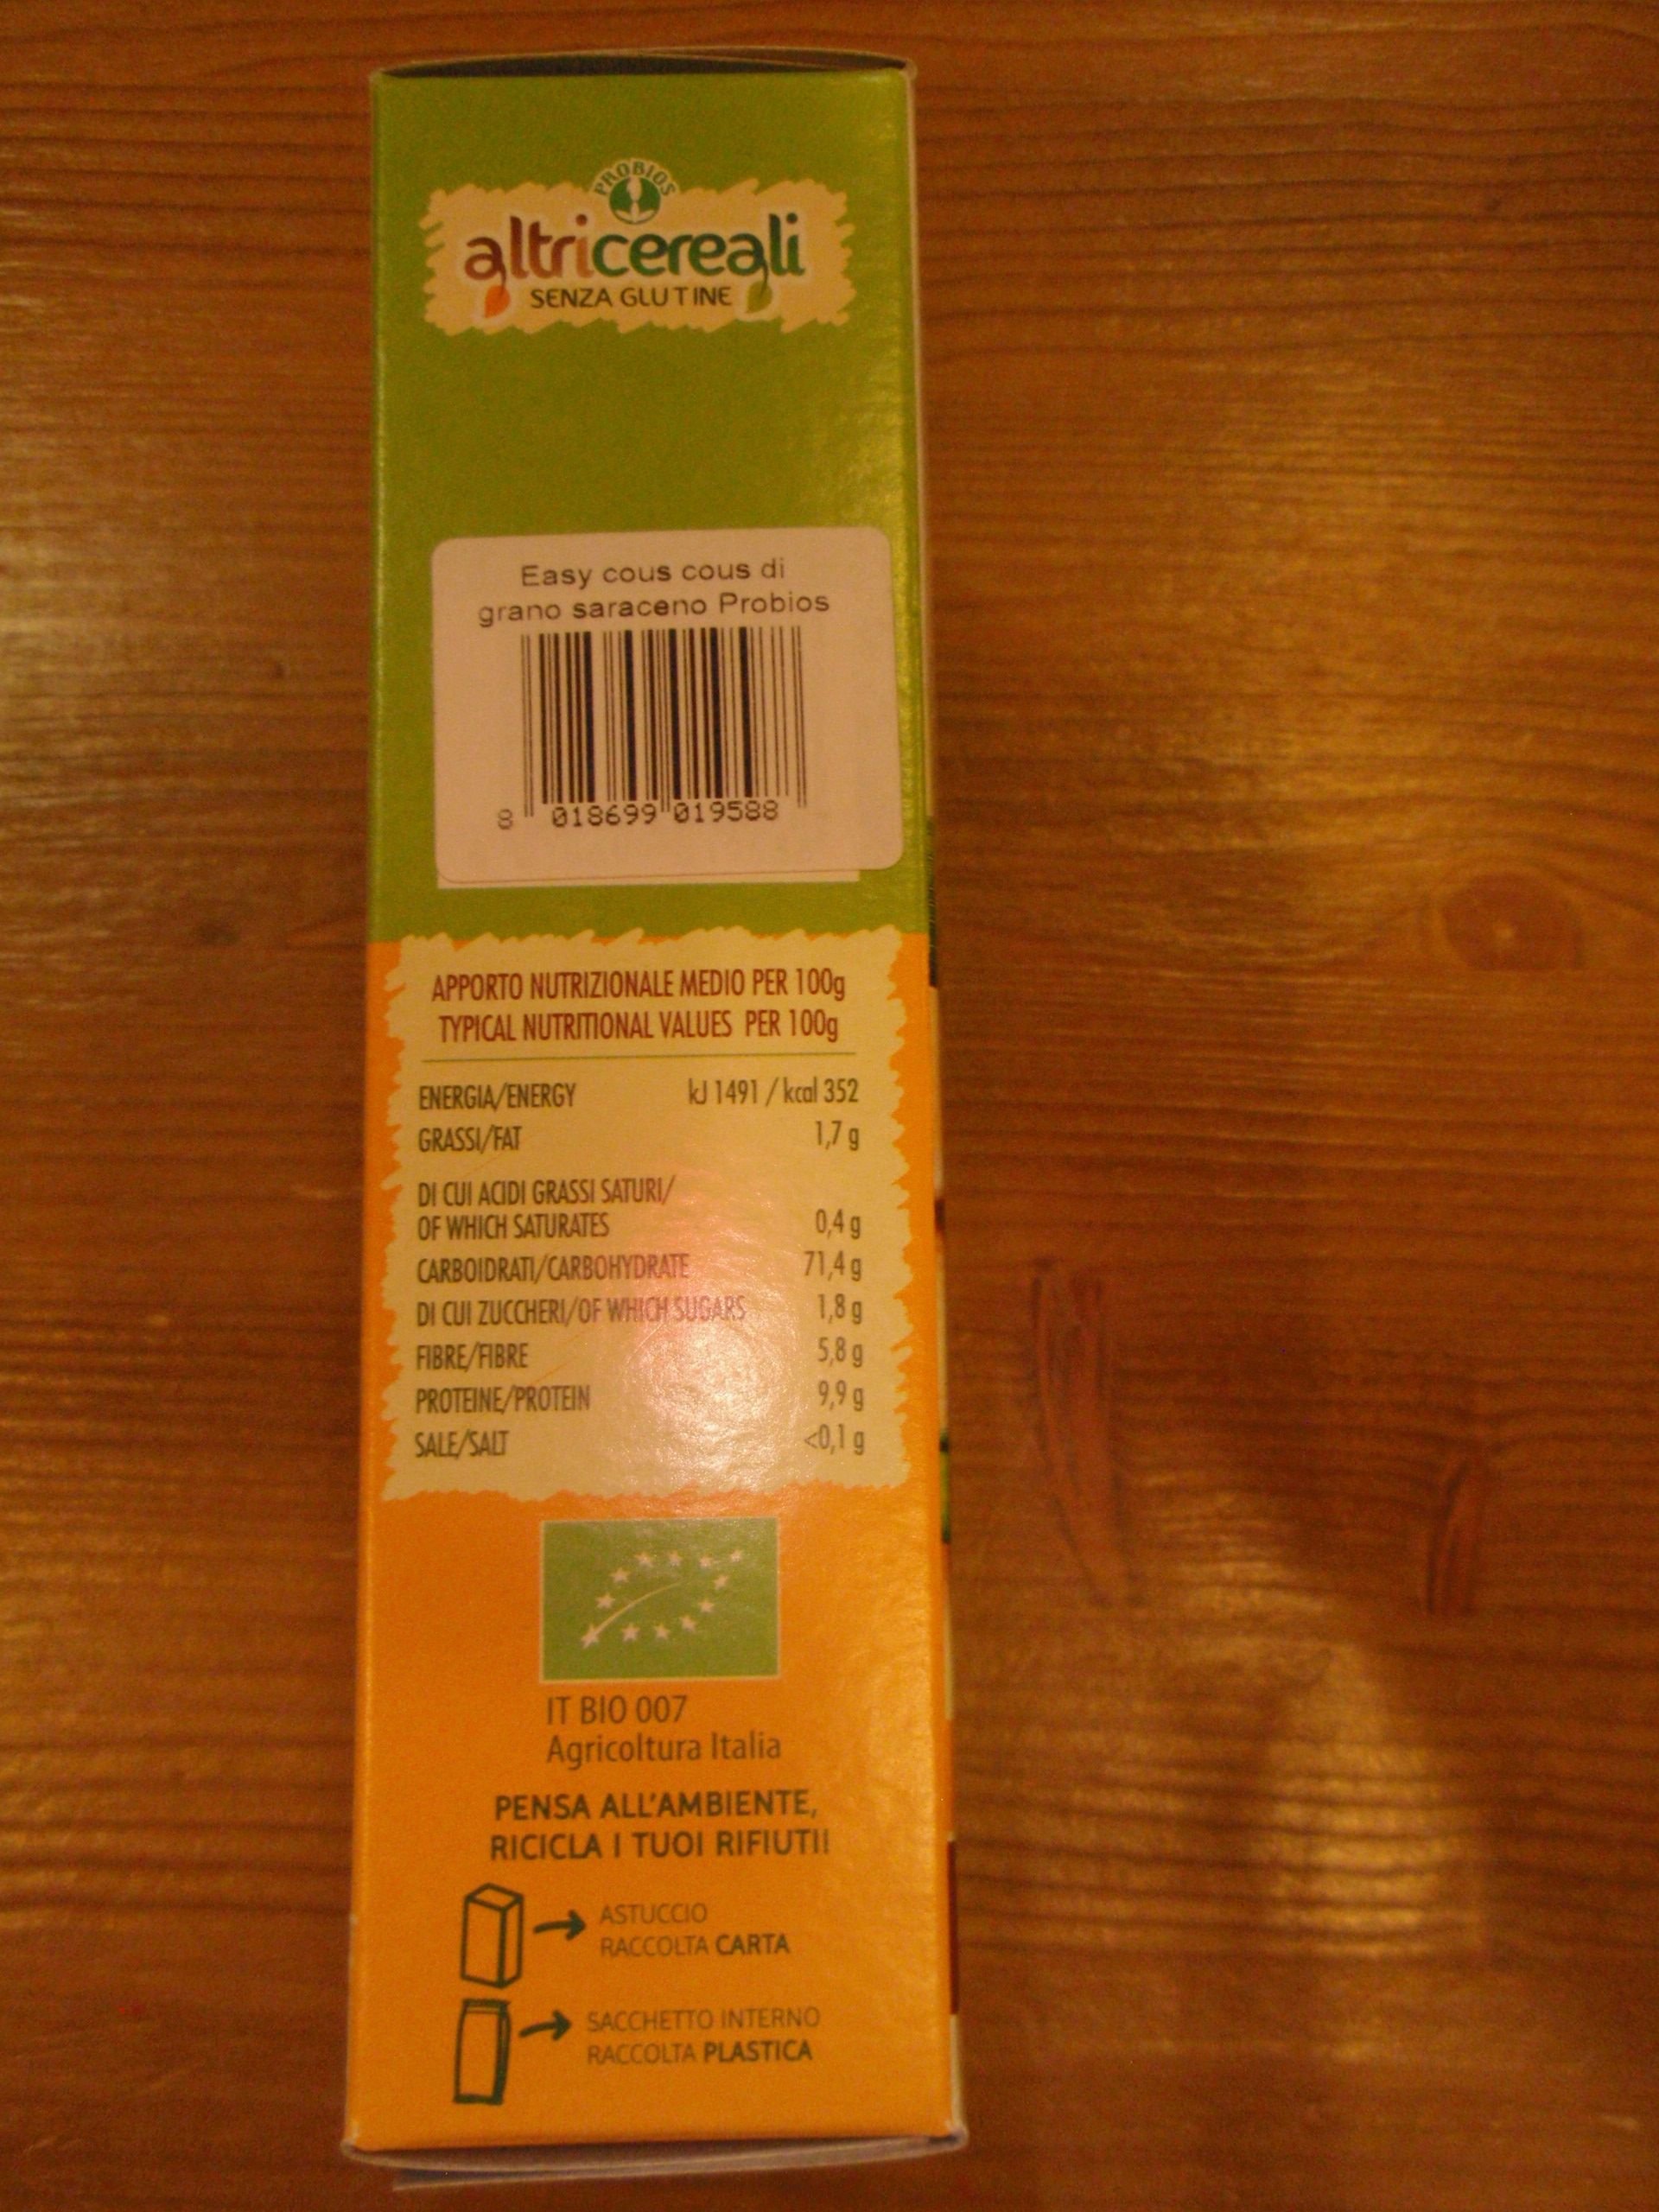 PROBIOS
altricereali
SENZA GLUTINE
Easy cous cous di
grano saraceno Probios
8 018699 019588
APPORTO NUTRIZIONALE MEDIO PER 100g
TYPICAL NUTRITIONAL VALUES PER 100g
ENERGIA/ENERGY kJ 1491 / kcal 352
GRASSI/FAT 1,7 g
DI CUI ACIDI GRASSI SATURI/
OF WHICH SATURATES 0,4 g
CARBOIDRATI/CARBOHYDRATE 71,4 g
DI CUI ZUCCHERI/OF WHICH SUGARS 1,8 g
FIBRE/FIBRE 5,8 g
PROTEINE/PROTEIN 9,9 g
SALE/SALT <0,1 g
IT BIO 007
Agricoltura Italia
PENSA ALL'AMBIENTE,
RICICLA I TUOI RIFIUTI!
ASTUCCIO
RACCOLTA CARTA
SACCHETTO INTERNO
RACCOLTA PLASTICA